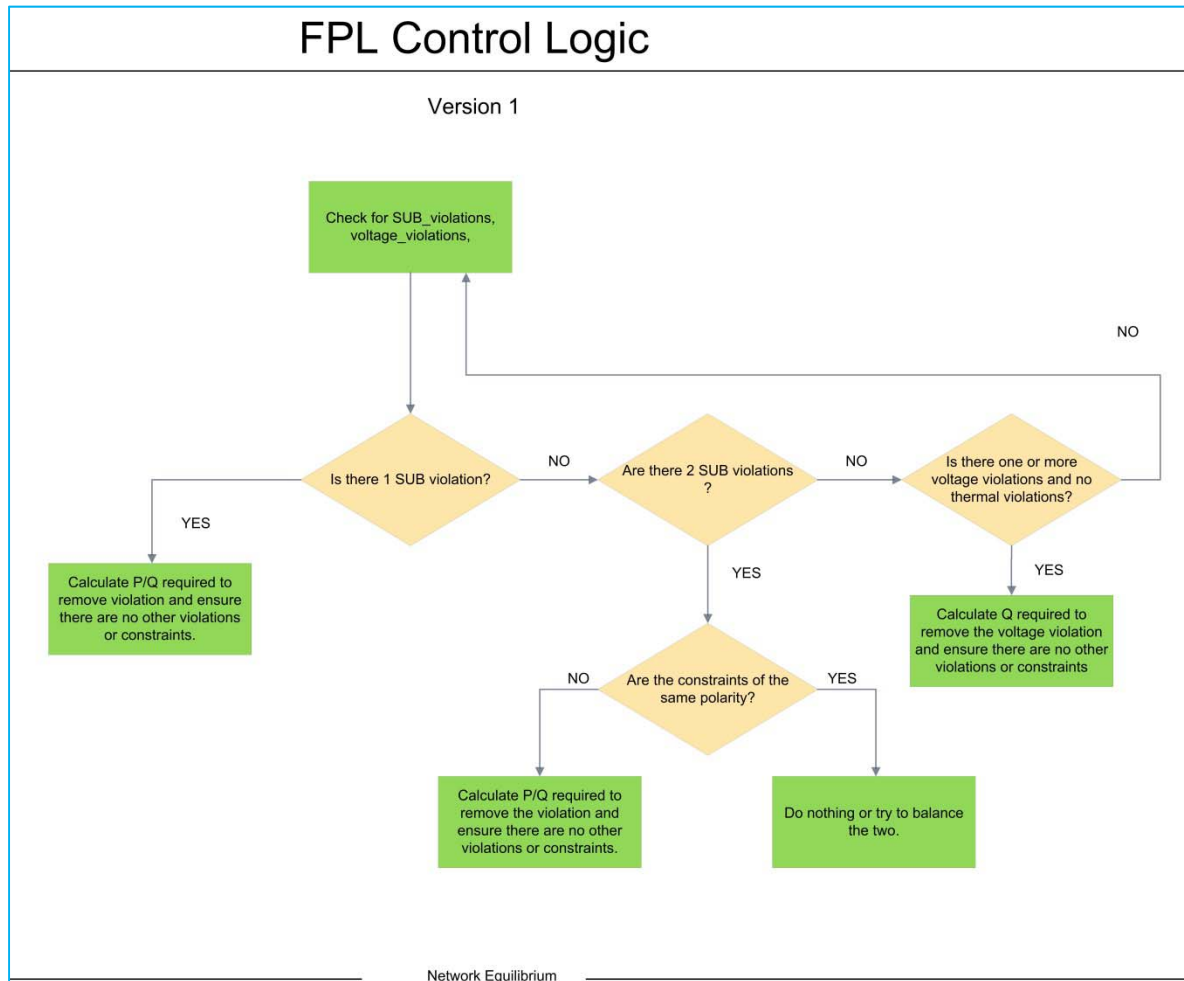 FPL Control Logic
Version 1
Check for SUB_violations,
voltage_violations,
NO
Is there 1 SUB violation?
NO
Are there 2 SUB violations
?
NO
Is there one or more
voltage violations and no
thermal violations?
YES
Calculate P/Q required to
remove violation and ensure
there are no other violations
or constraints.
YES
YES
Calculate Q required to
remove the voltage violation
and ensure there are no other
violations or constraints
NO
Are the constraints of the
same polarity?
YES
Calculate P/Q required to
remove the violation and
ensure there are no other
violations or constraints.
Do nothing or try to balance
the two.
Network Equilibrium